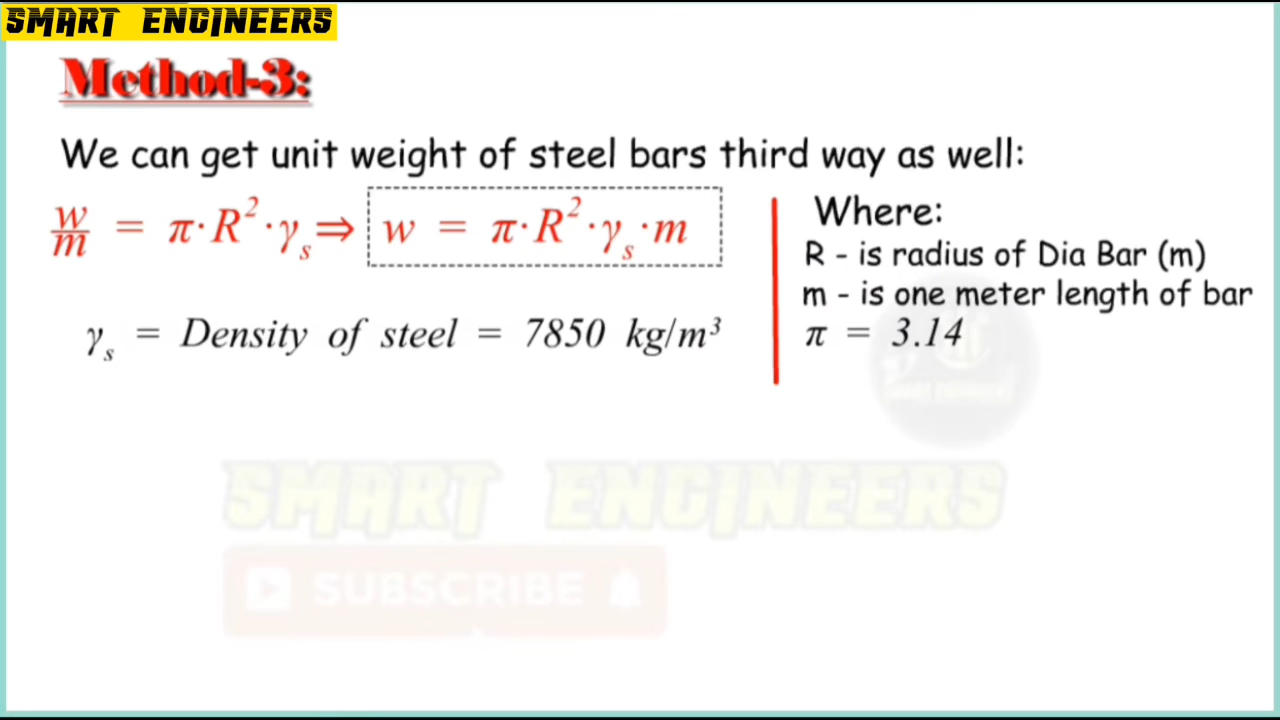 SMART ENGINEERS
Method-3:
We can get unit weight of steel bars third way as well:
w/m = π·R²·γₛ ⇒ w = π·R²·γₛ·m
γₛ = Density of steel = 7850 kg/m³
Where:
R - is radius of Dia Bar (m)
m - is one meter length of bar
π = 3.14
SMART ENGINEERS
SMART ENGINEERS
SUBSCRIBE